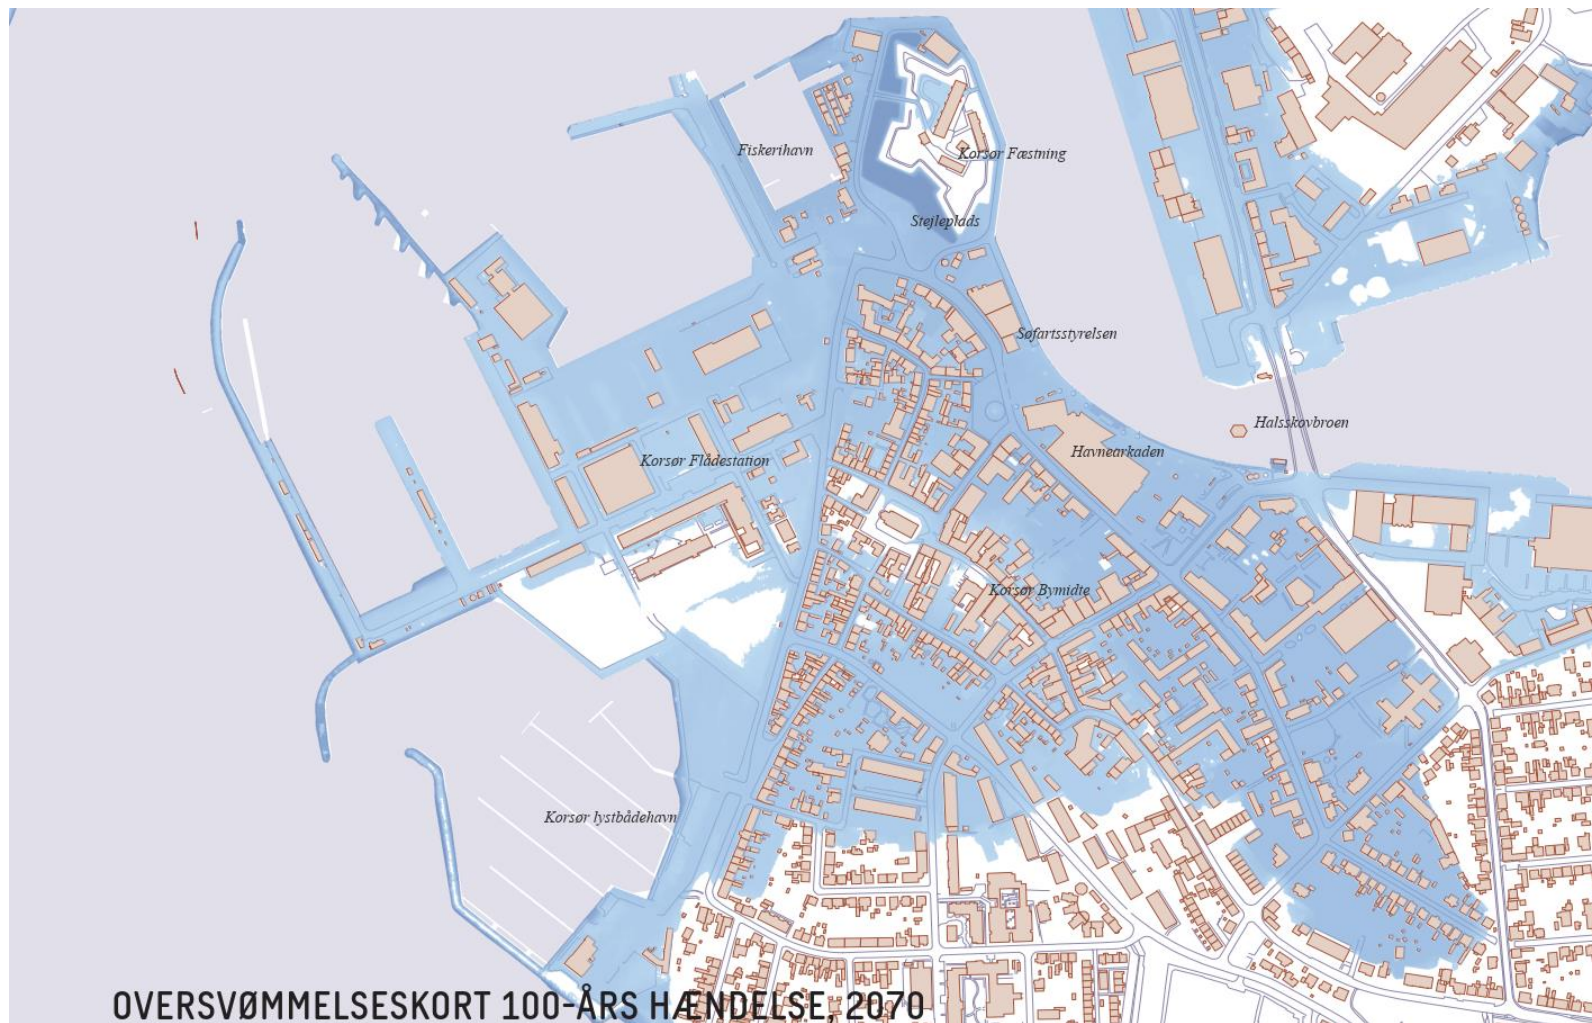 Fiskerihavn
Korsør Fæstning
Stejleplads
Søfartsstyrelsen
Halsskovbroen
Havnearkaden
Korsør Flådestation
Korsør Bymidte
Korsør lystbådehavn
OVERSVØMMELSESKORT 100-ÅRS HÆNDELSE, 2070